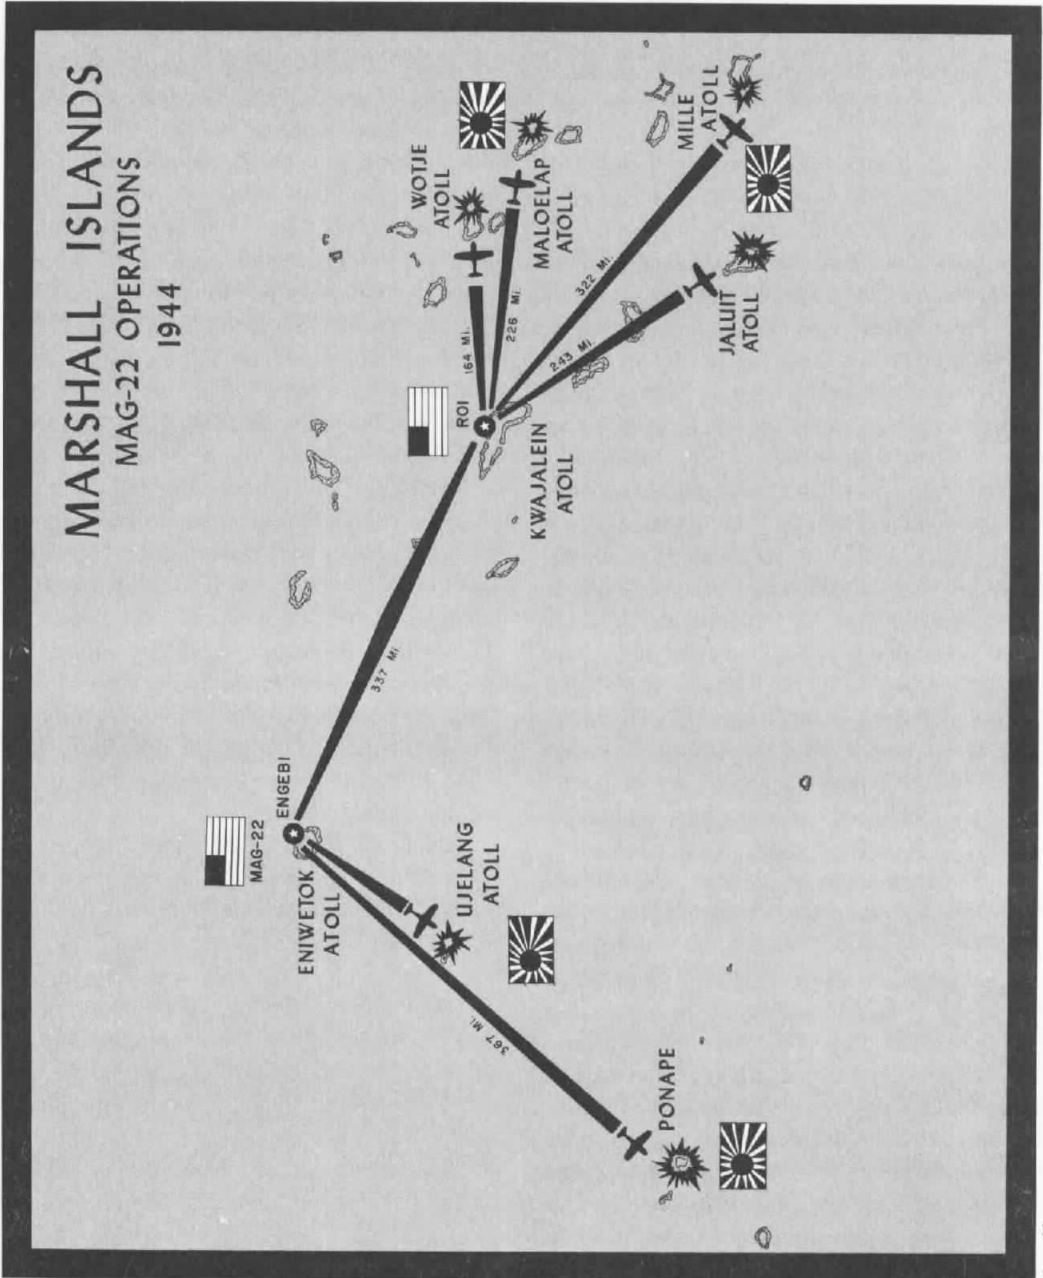 MARSHALL ISLANDS
MAG-22 OPERATIONS
1944
MAG-22
ENGEBI
ENIWETOK
ATOLL
337 MI.
UJELANG
ATOLL
367 MI.
PONAPE
ROI
KWAJALEIN
ATOLL
164 MI.
WOTJE
ATOLL
226 MI.
MALOELAP
ATOLL
322 MI.
MILLE
ATOLL
243 MI.
JALUIT
ATOLL